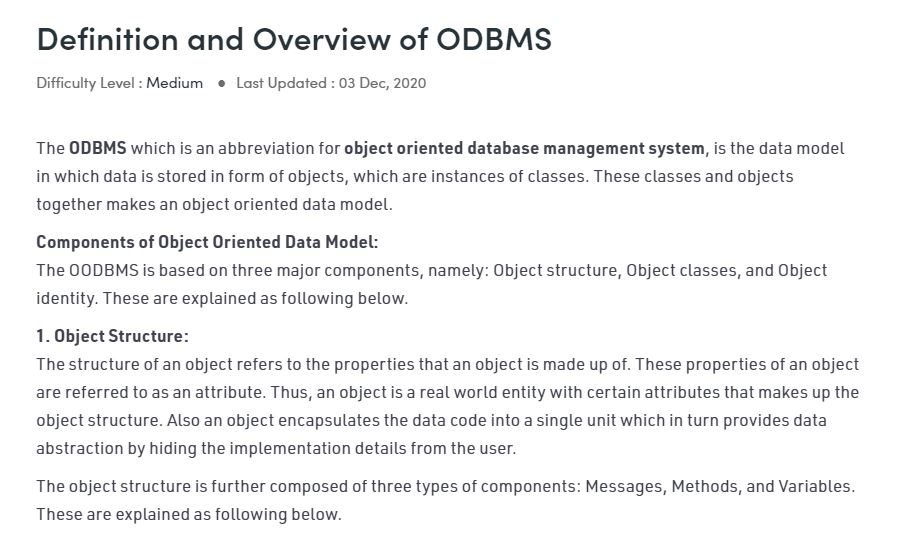 Definition and Overview of ODBMS
Difficulty Level : Medium ● Last Updated : 03 Dec, 2020
The ODBMS which is an abbreviation for object oriented database management system, is the data model
in which data is stored in form of objects, which are instances of classes. These classes and objects
together makes an object oriented data model.
Components of Object Oriented Data Model:
The OODBMS is based on three major components, namely: Object structure, Object classes, and Object
identity. These are explained as following below.
1. Object Structure:
The structure of an object refers to the properties that an object is made up of. These properties of an object
are referred to as an attribute. Thus, an object is a real world entity with certain attributes that makes up the
object structure. Also an object encapsulates the data code into a single unit which in turn provides data
abstraction by hiding the implementation details from the user.
The object structure is further composed of three types of components: Messages, Methods, and Variables.
These are explained as following below.